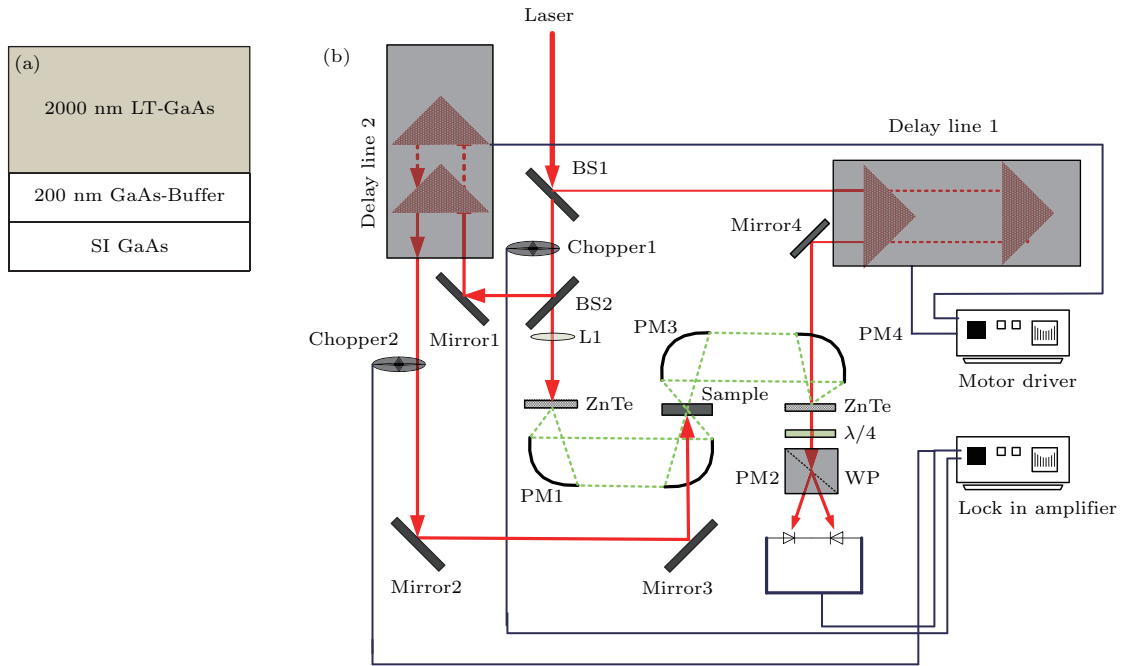 (a)
2000 nm LT-GaAs
200 nm GaAs-Buffer
SI GaAs
(b)
Laser
Delay line 2
Delay line 1
BS1
Mirror4
Chopper1
BS2
Mirror1
L1
Chopper2
PM3
PM4
Motor driver
Sample
ZnTe
ZnTe
λ/4
PM1
PM2
WP
Lock in amplifier
Mirror2
Mirror3